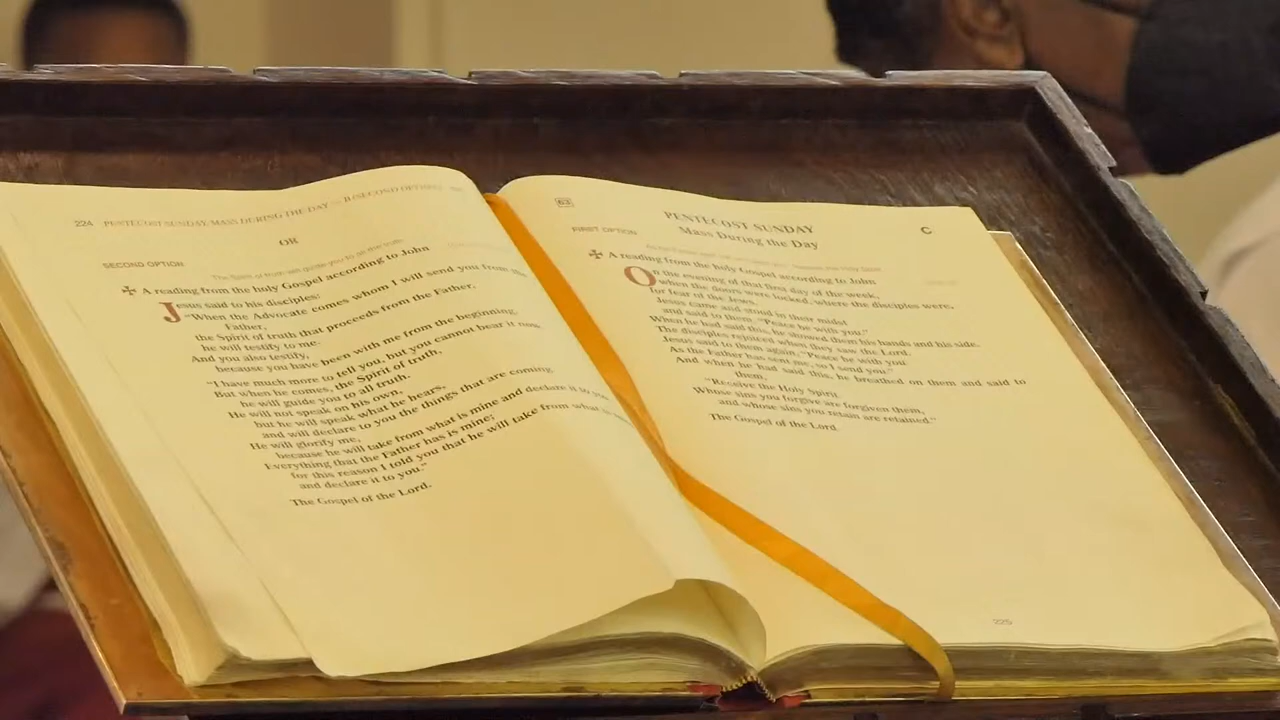 224 PENTECOST SUNDAY: MASS DURING THE DAY — B (SECOND OPTION)
OR
SECOND OPTION
The Spirit of truth will guide you to all the truth.
✠ A reading from the holy Gospel according to John
Jesus said to his disciples:
"When the Advocate comes whom I will send you from the
Father,
the Spirit of truth that proceeds from the Father,
he will testify to me.
And you also testify,
because you have been with me from the beginning.
"I have much more to tell you, but you cannot bear it now.
But when he comes, the Spirit of truth,
he will guide you to all truth.
He will not speak on his own,
but he will speak what he hears,
and will declare to you the things that are coming.
He will glorify me,
because he will take from what is mine and declare it to you.
Everything that the Father has is mine;
for this reason I told you that he will take from what is
and declare it to you."
The Gospel of the Lord.
63
PENTECOST SUNDAY
Mass During the Day
C
FIRST OPTION
✠ A reading from the holy Gospel according to John
On the evening of that first day of the week,
when the doors were locked, where the disciples were,
for fear of the Jews,
Jesus came and stood in their midst
and said to them, "Peace be with you."
When he had said this, he showed them his hands and his side.
The disciples rejoiced when they saw the Lord.
Jesus said to them again, "Peace be with you.
As the Father has sent me, so I send you."
And when he had said this, he breathed on them and said to
them,
"Receive the Holy Spirit.
Whose sins you forgive are forgiven them,
and whose sins you retain are retained."
The Gospel of the Lord.
225